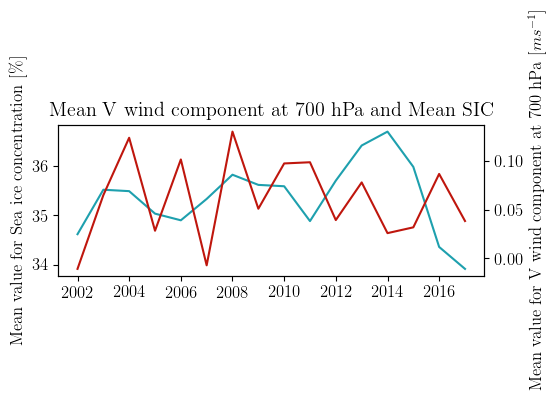 Mean V wind component at 700 hPa and Mean SIC
Mean value for Sea ice concentration [%]
36
35
34
0.10
0.05
0.00
2002 2004 2006 2008 2010 2012 2014 2016
Mean value for V wind component at 700 hPa [ms⁻¹]